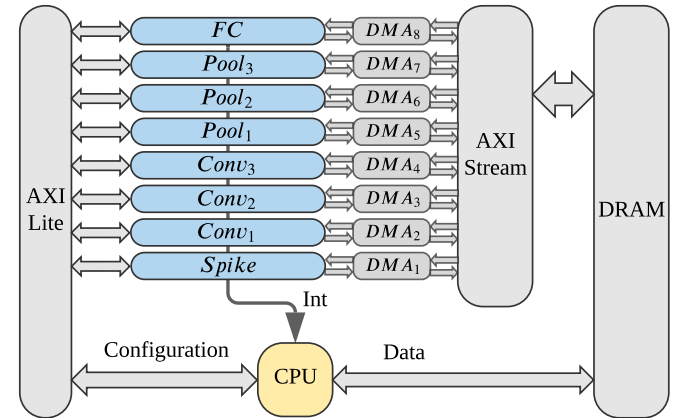 FC DMA8
Pool3 DMA7
Pool2 DMA6
Pool1 DMA5
Conv3 DMA4
Conv2 DMA3
Conv1 DMA2
Spike DMA1
AXI
Lite
AXI
Stream
DRAM
Int
Configuration
CPU
Data